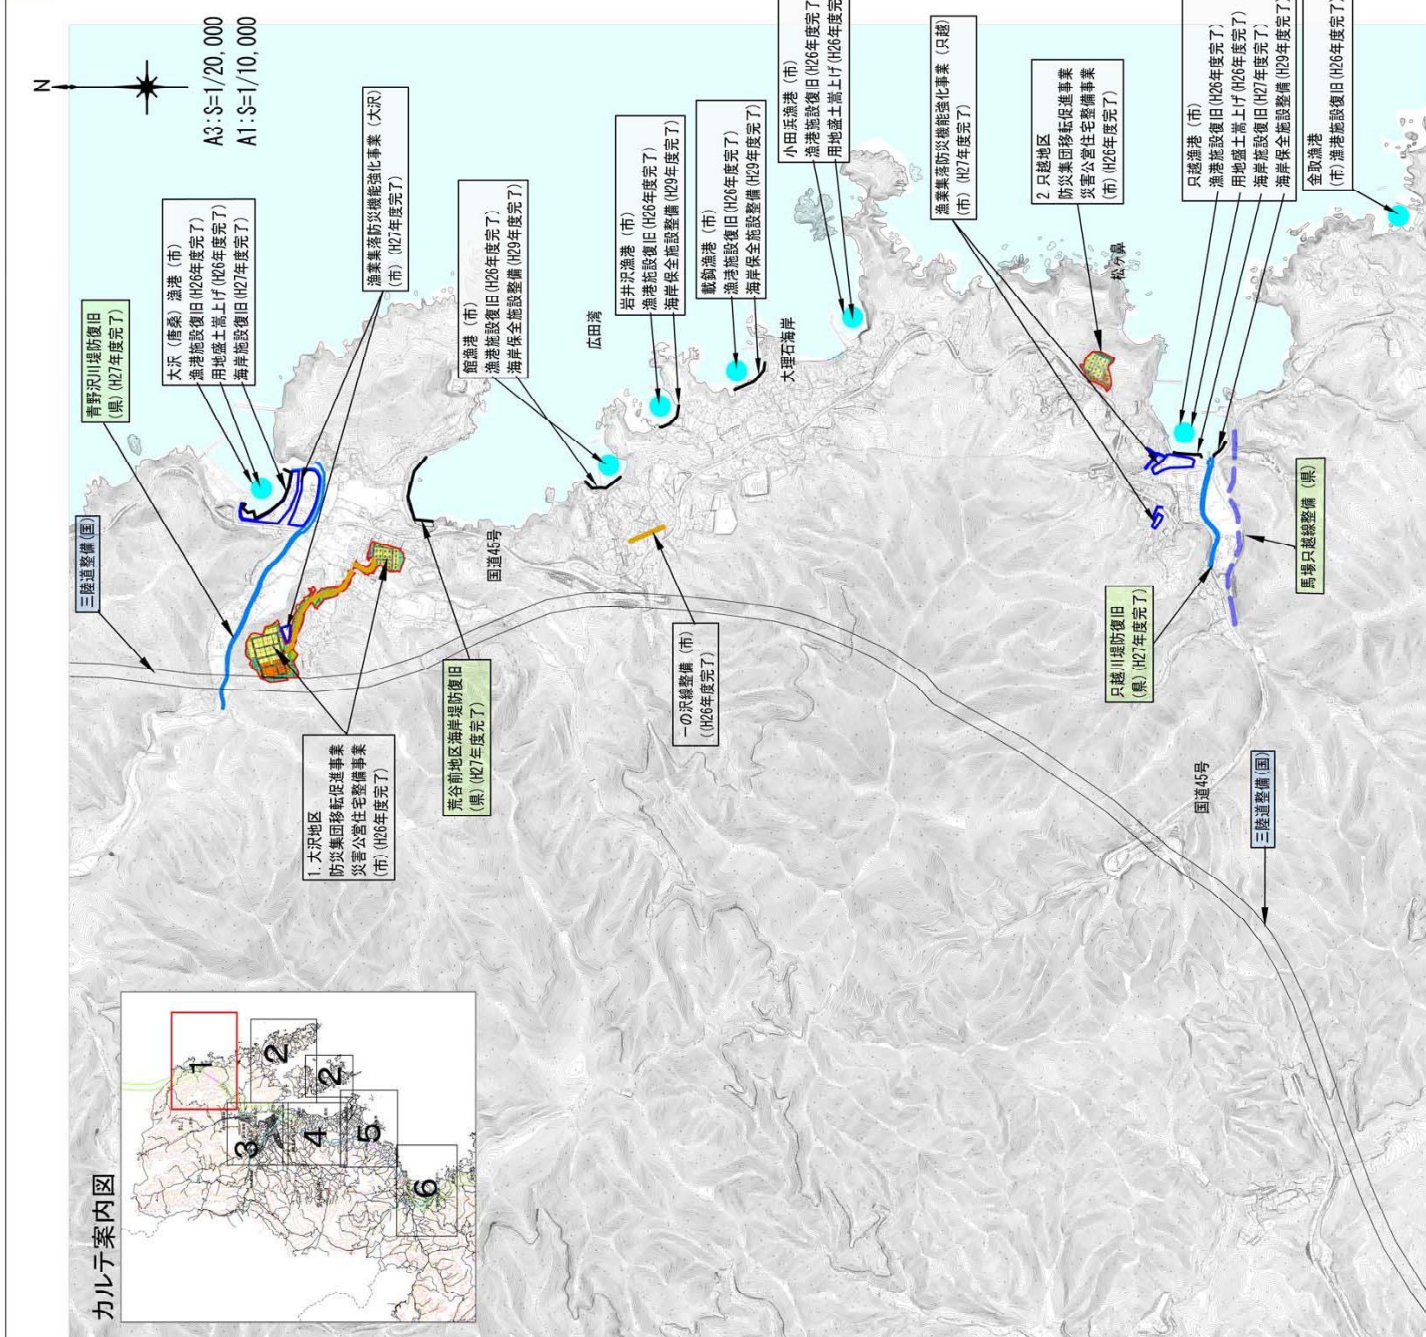 カルテ案内図
1
2
2
3
4
5
6
N
A3:S=1/20,000
A1:S=1/10,000
三陸道整備(国)
青野沢川堤防復旧
(県)(H27年度完了)
大沢（唐桑）漁港（市）
漁港施設復旧(H26年度完了)
用地盛土嵩上げ(H26年度完了)
海岸施設復旧(H27年度完了)
漁業集落防災機能強化事業（大沢）
(市)(H27年度完了)
1.大沢地区
防災集団移転促進事業
災害公営住宅整備事業
(市)(H26年度完了)
荒谷前地区海岸堤防復旧
(県)(H27年度完了)
国道45号
館漁港（市）
漁港施設復旧(H26年度完了)
海岸保全施設整備(H29年度完了)
広田湾
岩井沢漁港（市）
漁港施設復旧(H26年度完了)
海岸保全施設整備(H29年度完了)
一の沢線整備（市）
((H26年度完了)
載鈎漁港（市）
漁港施設復旧(H26年度完了)
海岸保全施設整備(H29年度完了)
大理石海岸
小田浜漁港（市）
漁港施設復旧(H26年度完了
用地盛土嵩上げ(H26年度完
漁業集落防災機能強化事業（只越）
(市)(H27年度完了)
2 只越地区
防災集団移転促進事業
災害公営住宅整備事業
(市)(H26年度完了)
松ヶ鼻
只越漁港（市）
漁港施設復旧(H26年度完了)
用地盛土嵩上げ(H26年度完了)
海岸施設復旧(H27年度完了)
海岸保全施設整備(H29年度完了)
金取漁港
(市)漁港施設復旧(H26年度完了)
只越川堤防復旧
(県)(H27年度完了)
馬場只越線整備（県）
国道45号
三陸道整備(国)